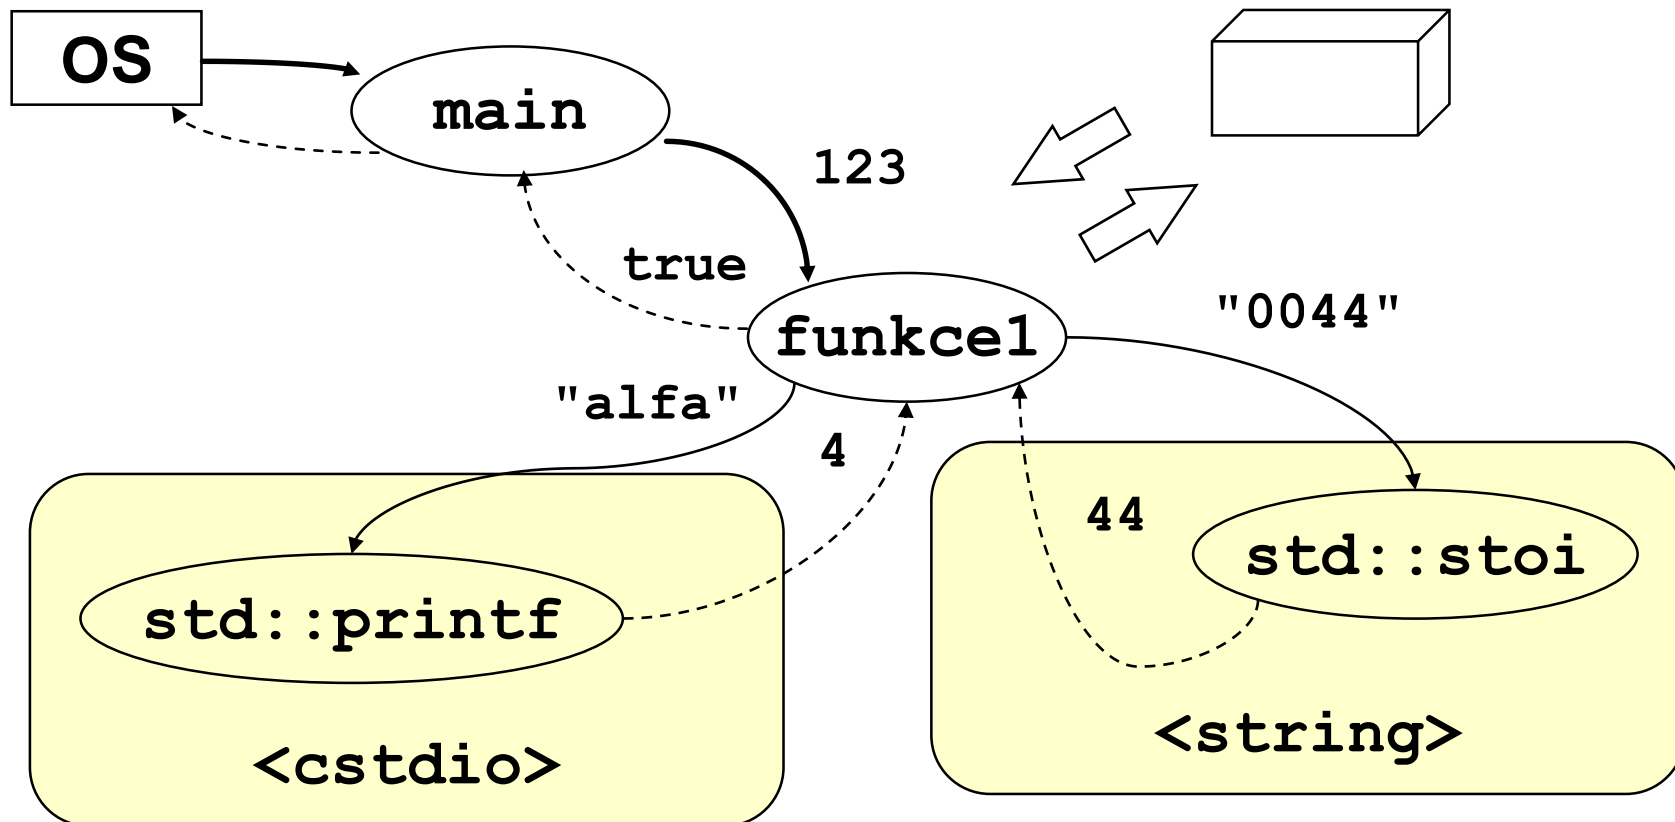 OS
main
123
true
funkce1
"0044"
"alfa"
4
44
std::stoi
std::printf
<string>
<cstdio>